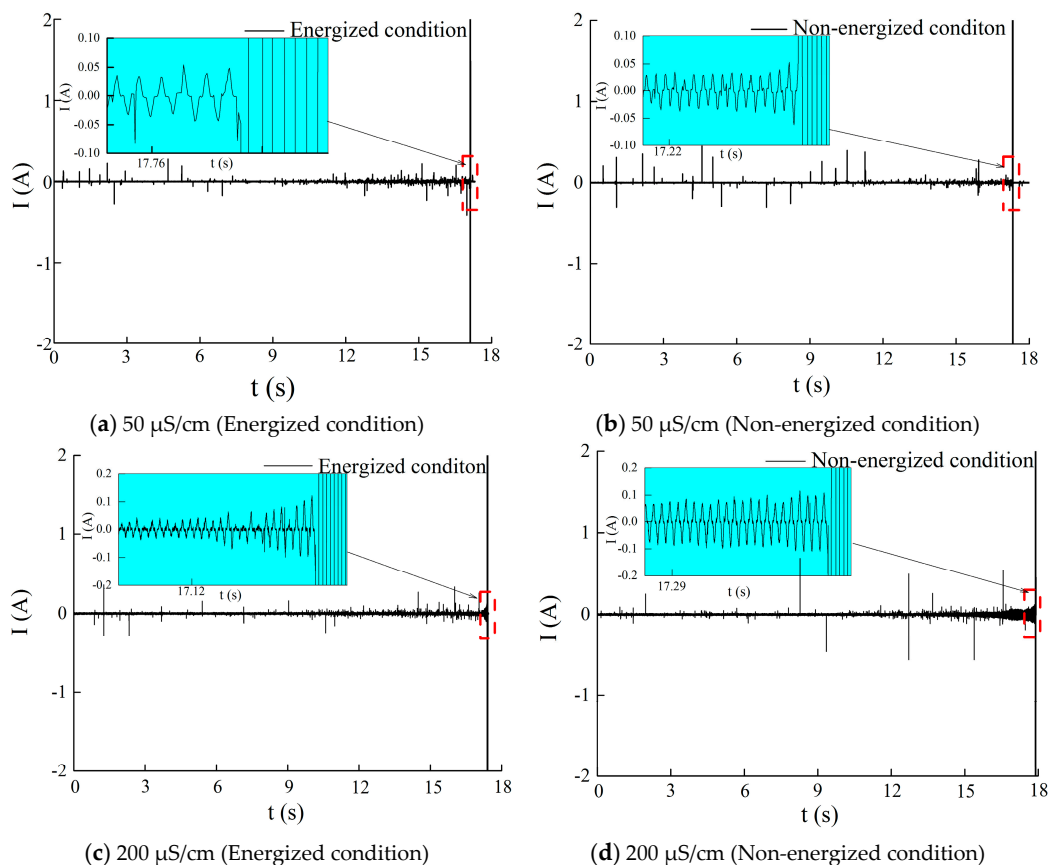 2
Energized condition
0.10
0.05
0.00
-0.05
-0.10
I (A)
17.76
t (s)
1
0
-1
-2
I (A)
0 3 6 9 12 15 18
t (s)
(a) 50 μS/cm (Energized condition)
2
Non-energized conditon
0.10
0.05
0.00
-0.05
-0.10
I (A)
17.22
t (s)
1
0
-1
-2
I (A)
0 3 6 9 12 15 18
t (s)
(b) 50 μS/cm (Non-energized condition)
2
Energized conditon
0.2
0.1
0.0
-0.1
-0.2
I (A)
17.12
t (s)
1
0
-1
-2
I (A)
0 3 6 9 12 15 18
t (s)
(c) 200 μS/cm (Energized condition)
2
Non-energized condition
0.2
0.1
0.0
-0.1
-0.2
I (A)
17.29
t (s)
1
0
-1
-2
I (A)
0 3 6 9 12 15 18
t (s)
(d) 200 μS/cm (Non-energized condition)